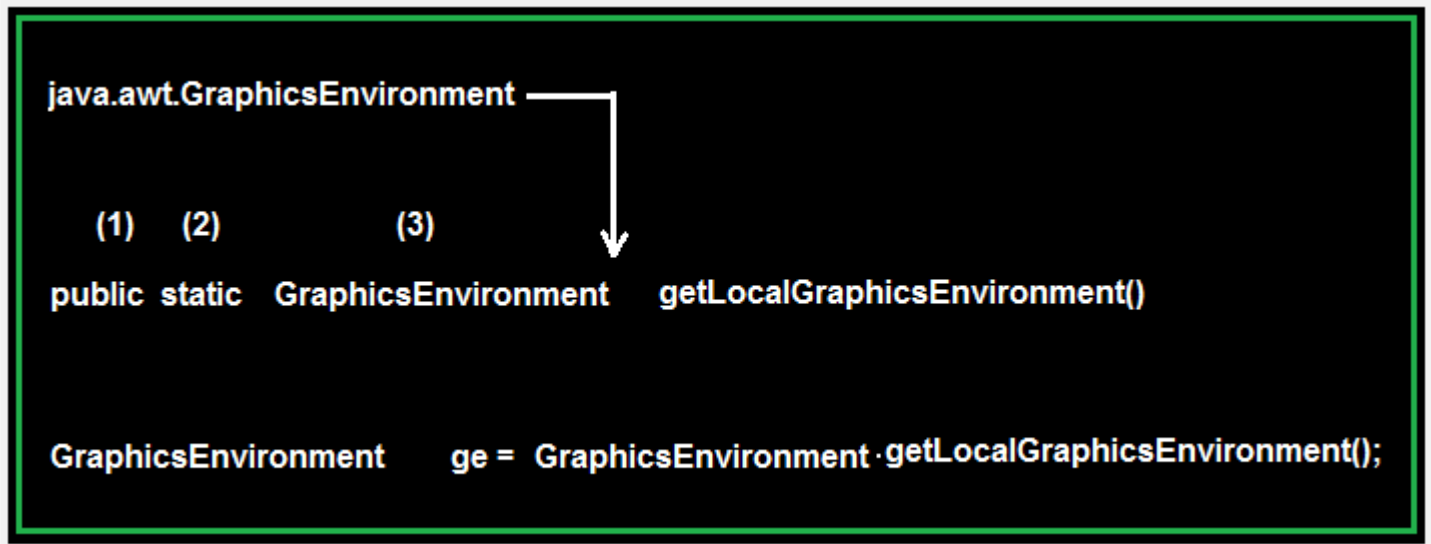 java.awt.GraphicsEnvironment
(1) (2) (3)
public static GraphicsEnvironment getLocalGraphicsEnvironment()
GraphicsEnvironment ge = GraphicsEnvironment.getLocalGraphicsEnvironment();